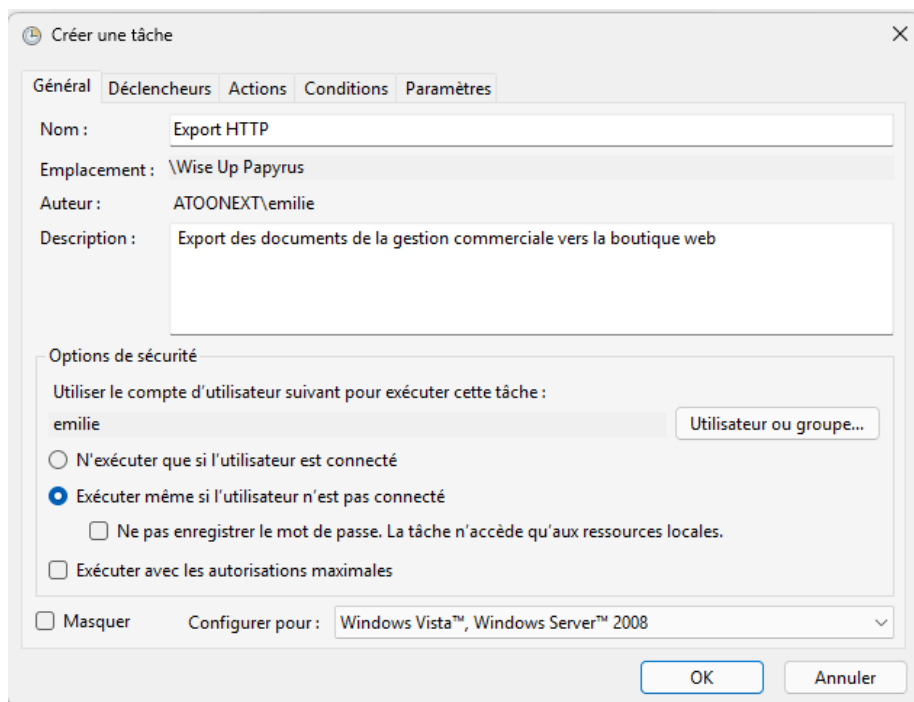 Créer une tâche
Général Déclencheurs Actions Conditions Paramètres
Nom : Export HTTP
Emplacement : \Wise Up Papyrus
Auteur : ATOONEXT\emilie
Description : Export des documents de la gestion commerciale vers la boutique web
Options de sécurité
Utiliser le compte d'utilisateur suivant pour exécuter cette tâche :
emilie Utilisateur ou groupe...
N'exécuter que si l'utilisateur est connecté
Exécuter même si l'utilisateur n'est pas connecté
Ne pas enregistrer le mot de passe. La tâche n'accède qu'aux ressources locales.
Exécuter avec les autorisations maximales
Masquer Configurer pour : Windows Vista™, Windows Server™ 2008
OK Annuler